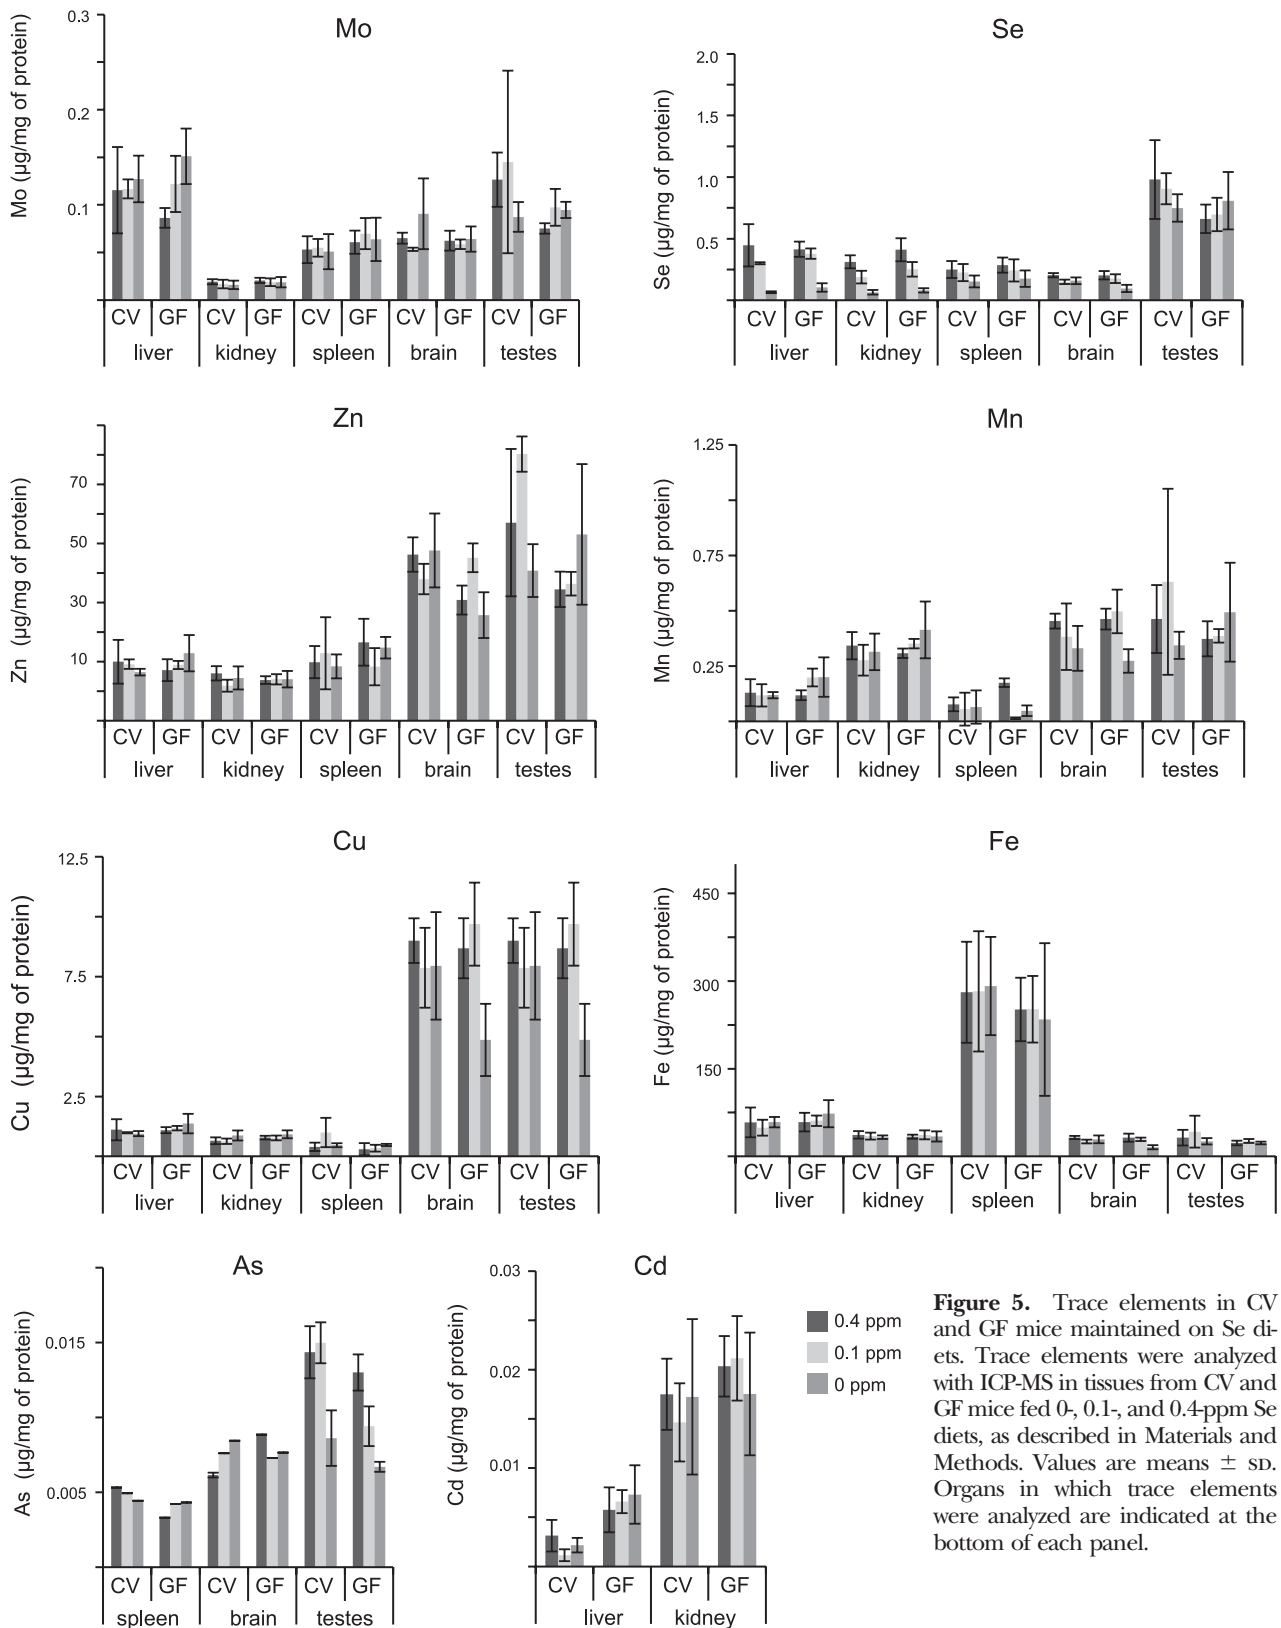 Mo
Mo (µg/mg of protein)
0.3
0.2
0.1
CV GF CV GF CV GF CV GF CV GF
liver kidney spleen brain testes
Se
Se (µg/mg of protein)
2.0
1.5
1.0
0.5
CV GF CV GF CV GF CV GF CV GF
liver kidney spleen brain testes
Zn
Zn (µg/mg of protein)
70
50
30
10
CV GF CV GF CV GF CV GF CV GF
liver kidney spleen brain testes
Mn
Mn (µg/mg of protein)
1.25
0.75
0.25
CV GF CV GF CV GF CV GF CV GF
liver kidney spleen brain testes
Cu
Cu (µg/mg of protein)
12.5
7.5
2.5
CV GF CV GF CV GF CV GF CV GF
liver kidney spleen brain testes
Fe
Fe (µg/mg of protein)
450
300
150
CV GF CV GF CV GF CV GF CV GF
liver kidney spleen brain testes
As
As (µg/mg of protein)
0.015
0.005
CV GF CV GF CV GF
spleen brain testes
Cd
Cd (µg/mg of protein)
0.03
0.02
0.01
CV GF CV GF
liver kidney
0.4 ppm
0.1 ppm
0 ppm
Figure 5. Trace elements in CV
and GF mice maintained on Se di-
ets. Trace elements were analyzed
with ICP-MS in tissues from CV and
GF mice fed 0-, 0.1-, and 0.4-ppm Se
diets, as described in Materials and
Methods. Values are means ± SD.
Organs in which trace elements
were analyzed are indicated at the
bottom of each panel.